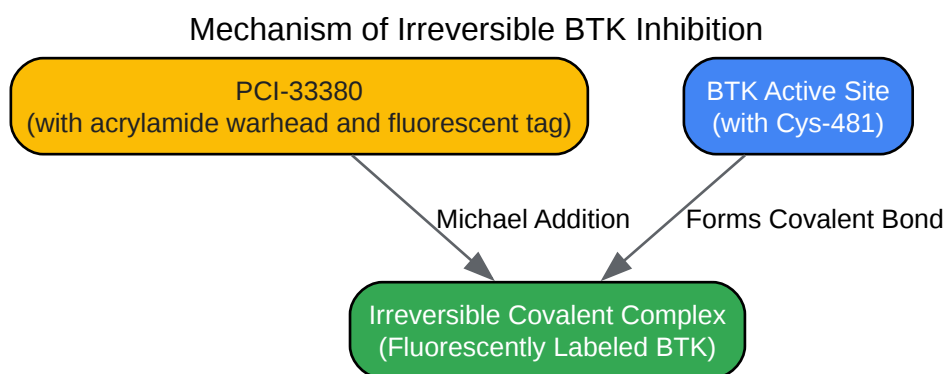 Mechanism of Irreversible BTK Inhibition
PCI-33380
(with acrylamide warhead and fluorescent tag)
BTK Active Site
(with Cys-481)
Michael Addition
Forms Covalent Bond
Irreversible Covalent Complex
(Fluorescently Labeled BTK)